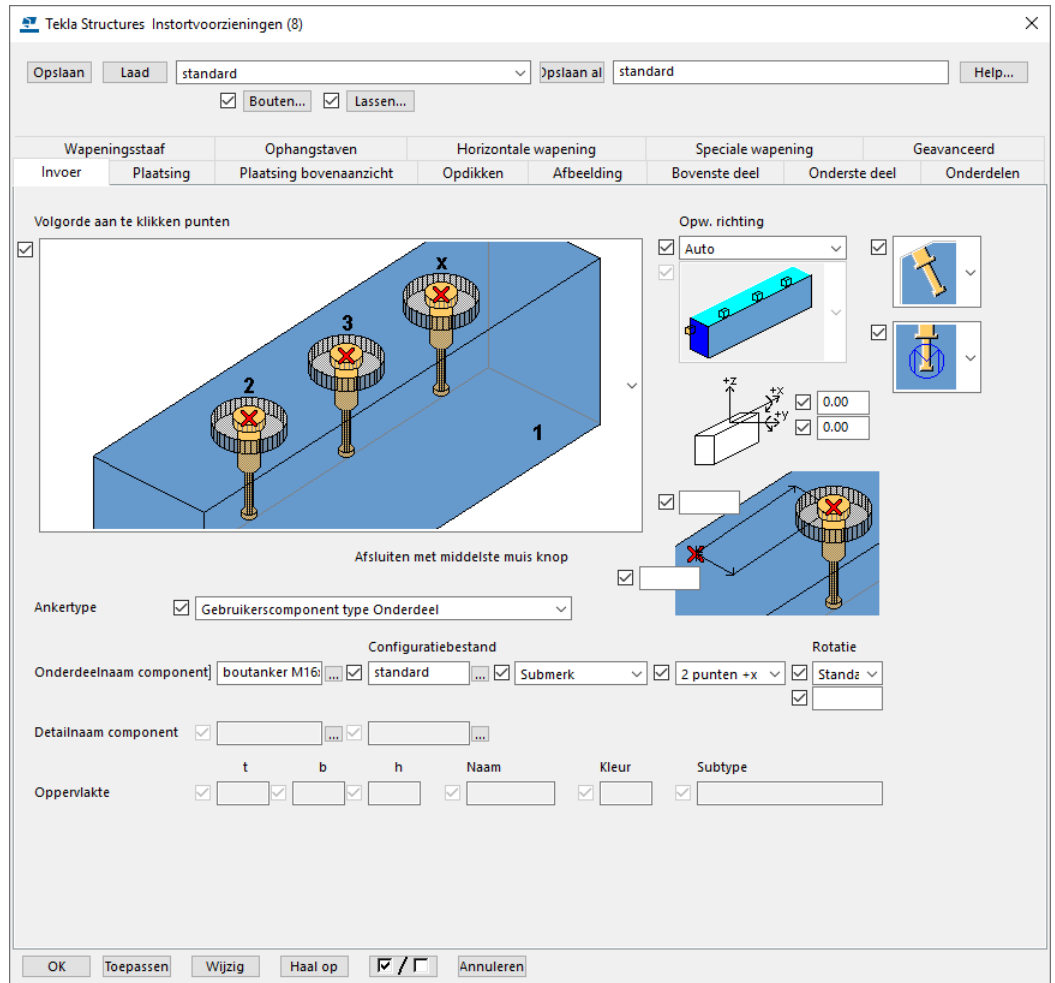 Tekla Structures Instortvoorzieningen (8)
Opslaan Laad standard Opslaan al standard Help...
Bouten... Lassen...
Wapeningsstaaf Ophangstaven Horizontale wapening Speciale wapening Geavanceerd
Invoer Plaatsing Plaatsing bovenaanzicht Opdikken Afbeelding Bovenste deel Onderste deel Onderdelen
Volgorde aan te klikken punten Opw. richting
Auto
x
3
2
1
+z
+x
+y
0.00
0.00
Afsluiten met middelste muis knop
Ankertype Gebruikerscomponent type Onderdeel
Configuratiebestand Rotatie
Onderdeelnaam component] boutanker M16 ... standard ... Submerk 2 punten +x Standa
Detailnaam component ... ...
t b h Naam Kleur Subtype
Oppervlakte
OK Toepassen Wijzig Haal op / Annuleren